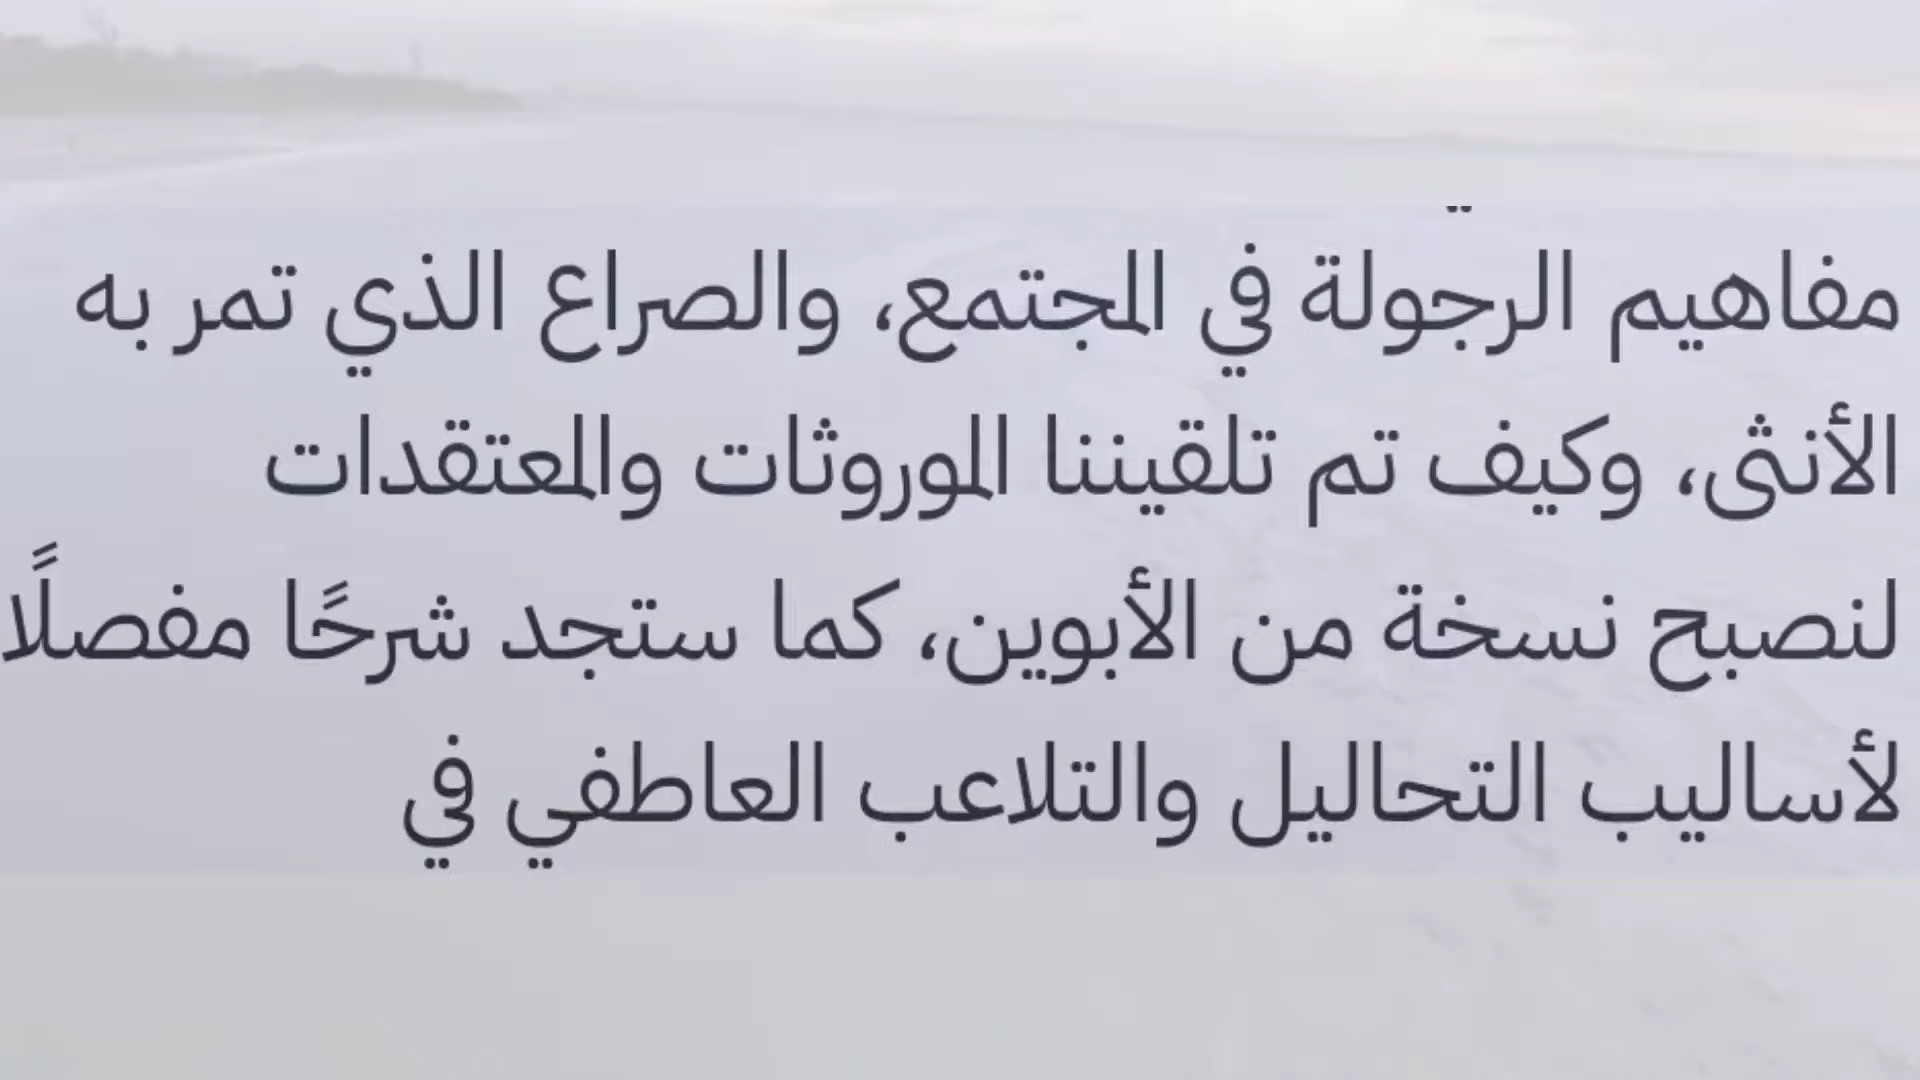 مفاهيم الرجولة في المجتمع، والصراع الذي تمر به
الأنثى، وكيف تم تلقيننا الموروثات والمعتقدات
لنصبح نسخة من الأبوين، كما ستجد شرحًا مفصلًا
لأساليب التحاليل والتلاعب العاطفي في